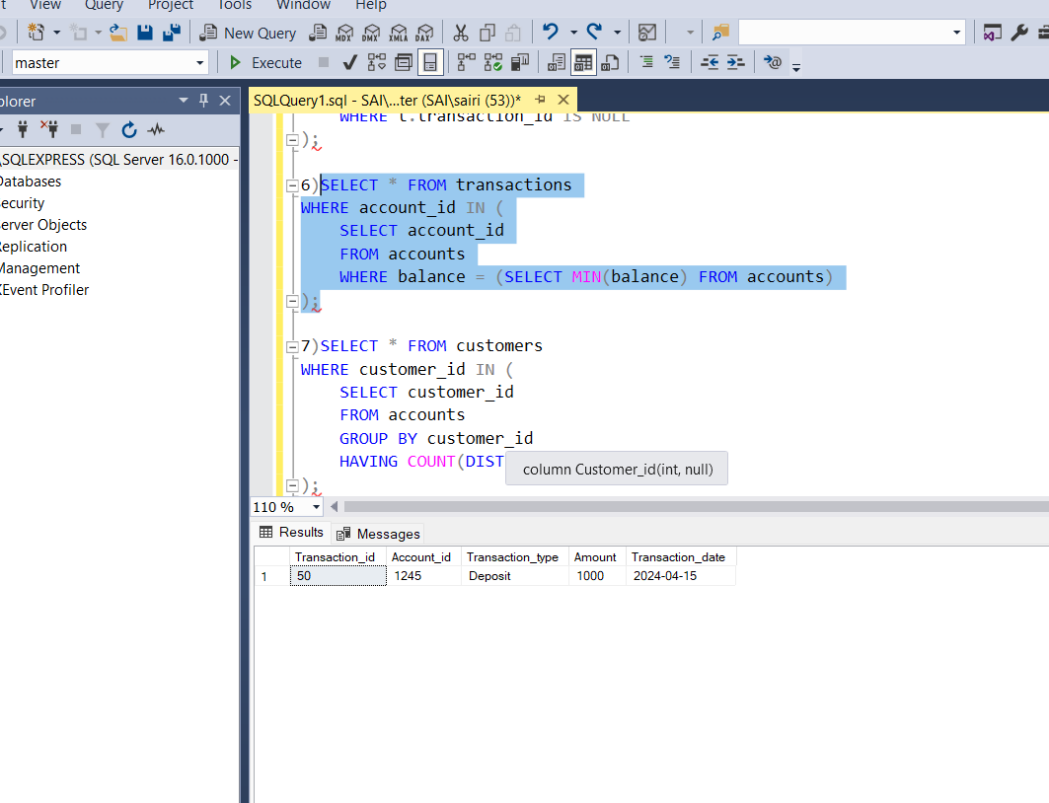 View Query Project Tools Window Help
New Query MDX DMX XMLA DAX
master Execute
plorer SQLQuery1.sql - SAI\...ter (SAI\sairi (53))*
\SQLEXPRESS (SQL Server 16.0.1000 -
Databases
ecurity
erver Objects
Replication
Management
XEvent Profiler
WHERE t.transaction_id IS NULL
);
6)SELECT * FROM transactions
WHERE account_id IN (
SELECT account_id
FROM accounts
WHERE balance = (SELECT MIN(balance) FROM accounts)
);
7)SELECT * FROM customers
WHERE customer_id IN (
SELECT customer_id
FROM accounts
GROUP BY customer_id
HAVING COUNT(DIST
column Customer_id(int, null)
);
110 %
Results Messages
Transaction_id Account_id Transaction_type Amount Transaction_date
1 50 1245 Deposit 1000 2024-04-15